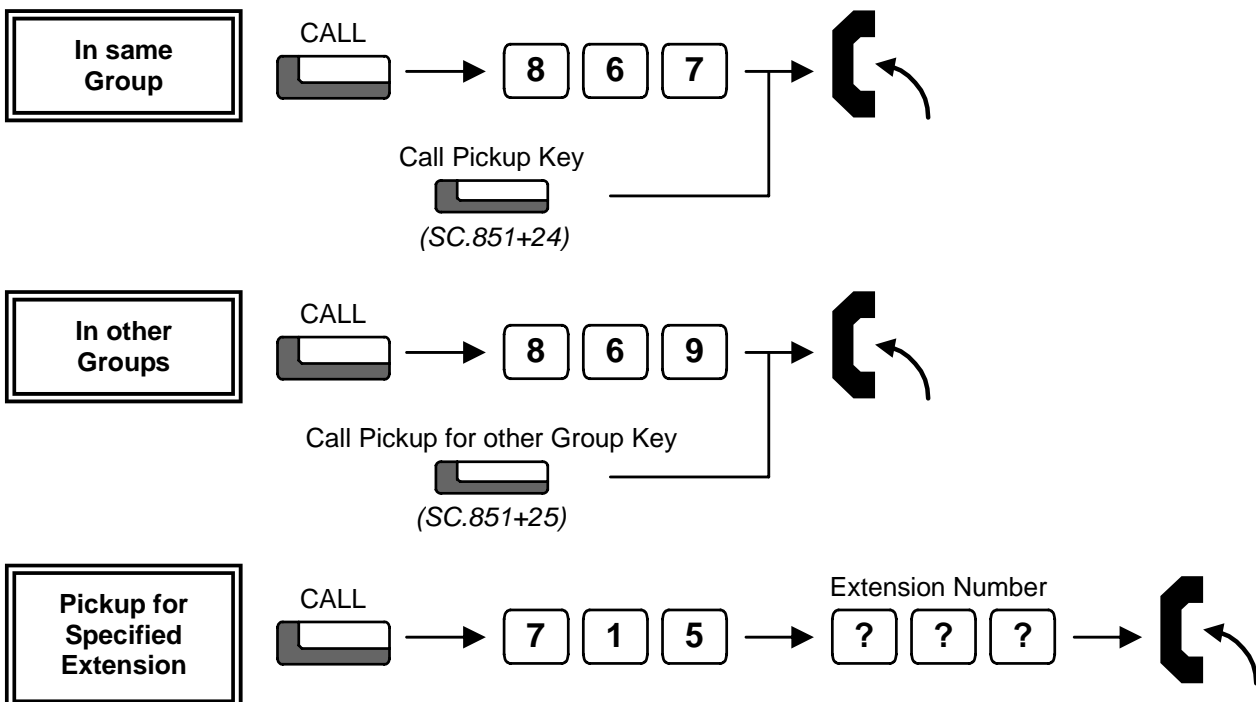 In same
Group
CALL
8 6 7
Call Pickup Key
(SC.851+24)
In other
Groups
CALL
8 6 9
Call Pickup for other Group Key
(SC.851+25)
Pickup for
Specified
Extension
CALL
7 1 5
Extension Number
? ? ?